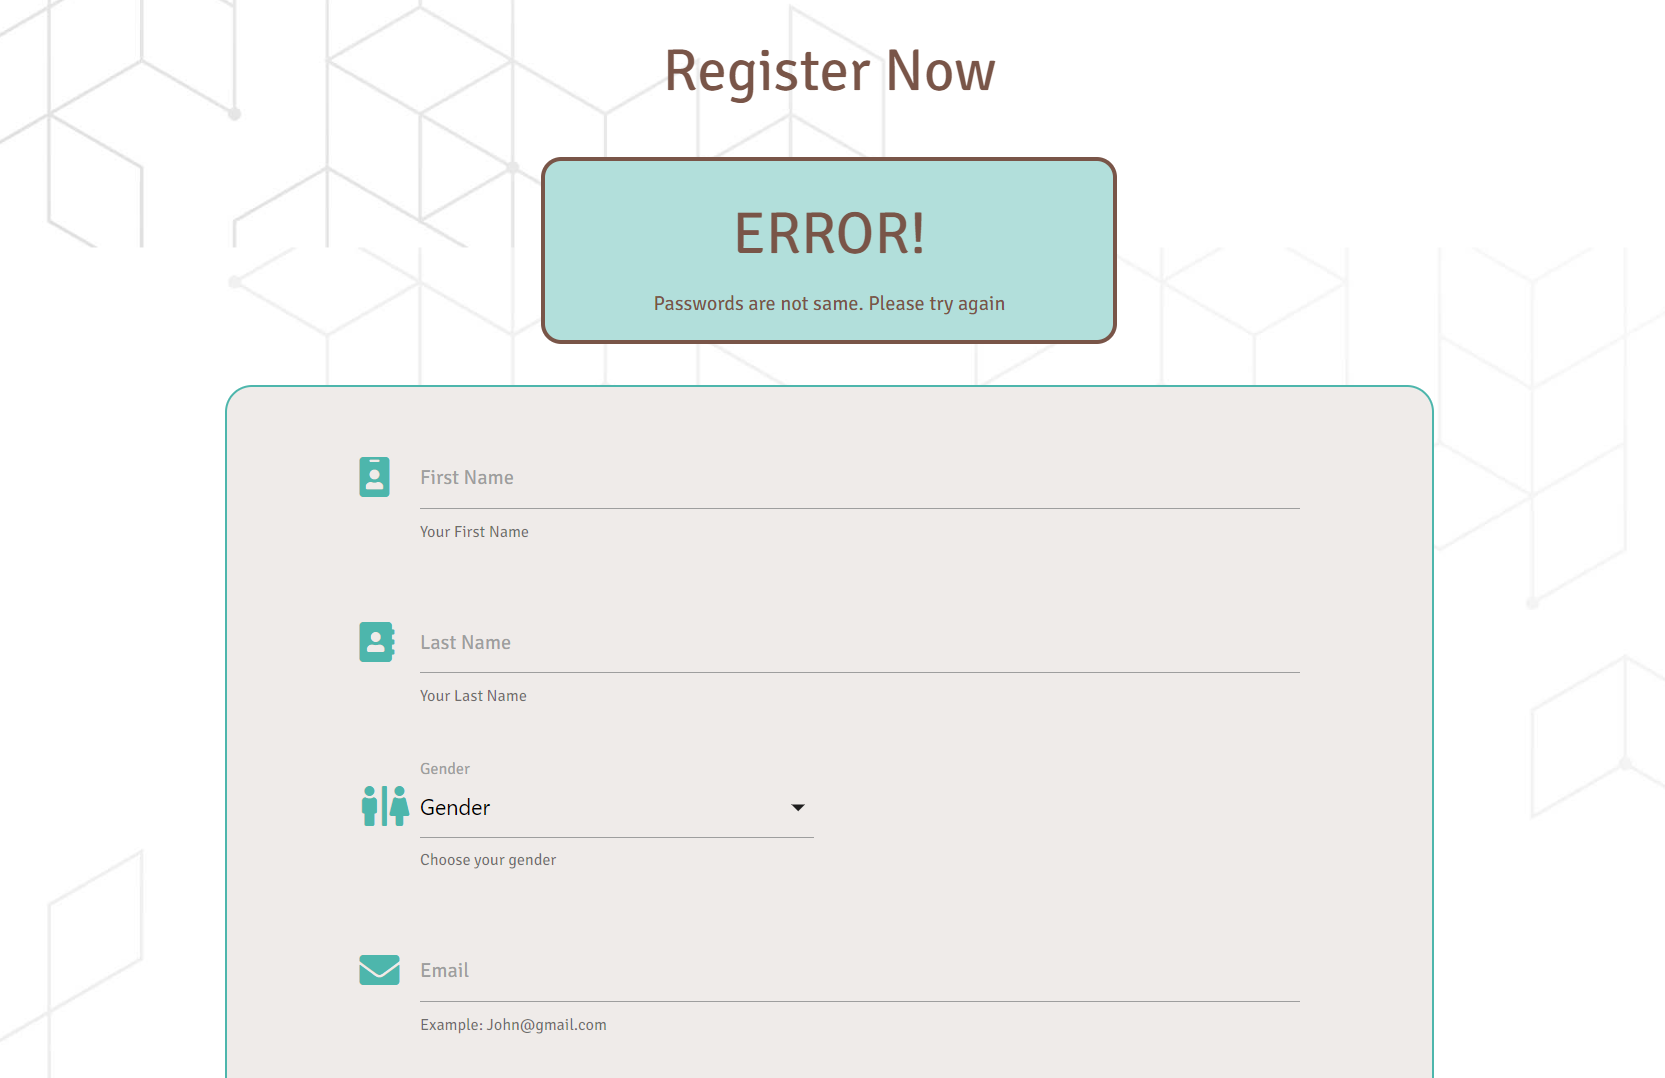 Register Now
ERROR!
Passwords are not same. Please try again
First Name
Your First Name
Last Name
Your Last Name
Gender
Gender
Choose your gender
Email
Example: John@gmail.com